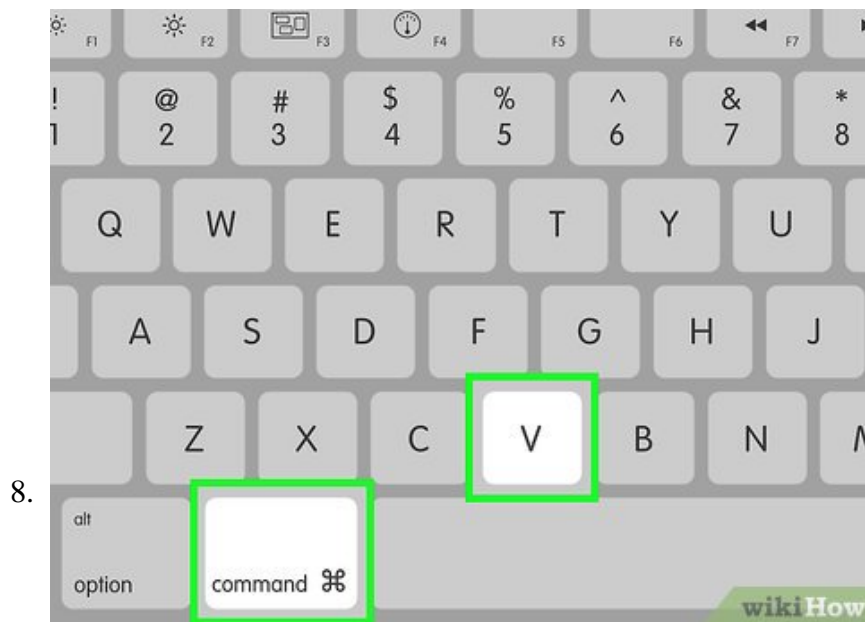 F1 F2 F3 F4 F5 F6 F7
! @ # $ % ^ & *
1 2 3 4 5 6 7 8
Q W E R T Y U
A S D F G H J
Z X C V B N
8.
alt
option command ⌘
wikiHow